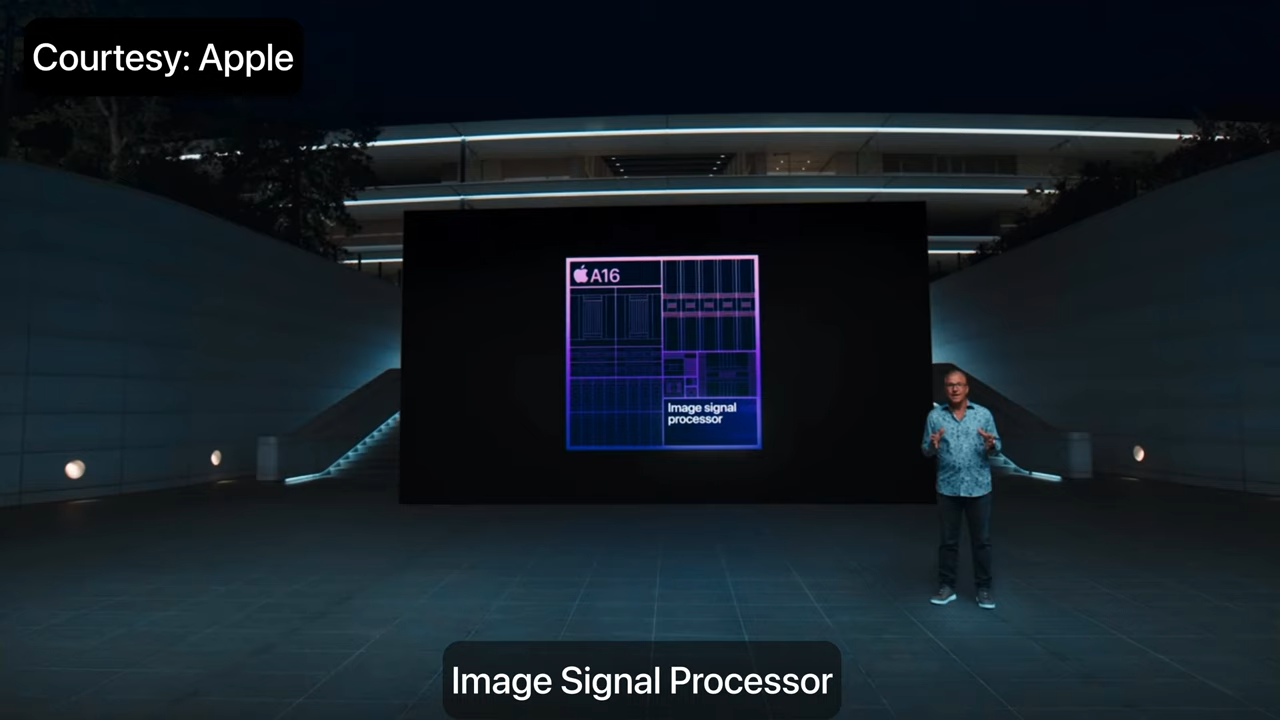 Courtesy: Apple
A16
Image signal
processor
Image Signal Processor